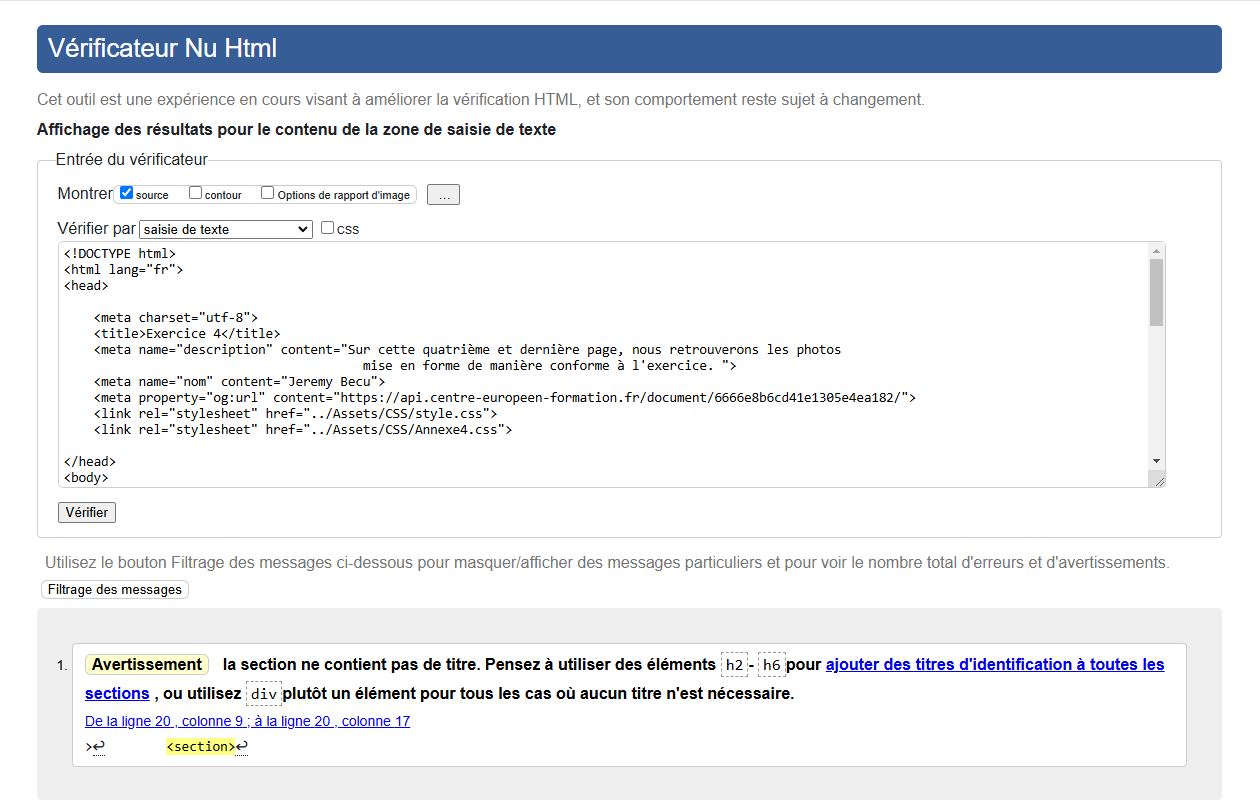 Vérificateur Nu Html
Cet outil est une expérience en cours visant à améliorer la vérification HTML, et son comportement reste sujet à changement.
Affichage des résultats pour le contenu de la zone de saisie de texte
Entrée du vérificateur
Montrer source contour Options de rapport d'image ...
Vérifier par saisie de texte css
<!DOCTYPE html>
<html lang="fr">
<head>
<meta charset="utf-8">
<title>Exercice 4</title>
<meta name="description" content="Sur cette quatrième et dernière page, nous retrouverons les photos
mise en forme de manière conforme à l'exercice. ">
<meta name="nom" content="Jeremy Becu">
<meta property="og:url" content="https://api.centre-europeen-formation.fr/document/6666e8b6cd41e1305e4ea182/">
<link rel="stylesheet" href="../Assets/CSS/style.css">
<link rel="stylesheet" href="../Assets/CSS/Annexe4.css">
</head>
<body>
Vérifier
Utilisez le bouton Filtrage des messages ci-dessous pour masquer/afficher des messages particuliers et pour voir le nombre total d'erreurs et d'avertissements.
Filtrage des messages
1. Avertissement la section ne contient pas de titre. Pensez à utiliser des éléments h2 - h6 pour ajouter des titres d'identification à toutes les
sections , ou utilisez div plutôt un élément pour tous les cas où aucun titre n'est nécessaire.
De la ligne 20 , colonne 9 ; à la ligne 20 , colonne 17
>↩ <section>↩